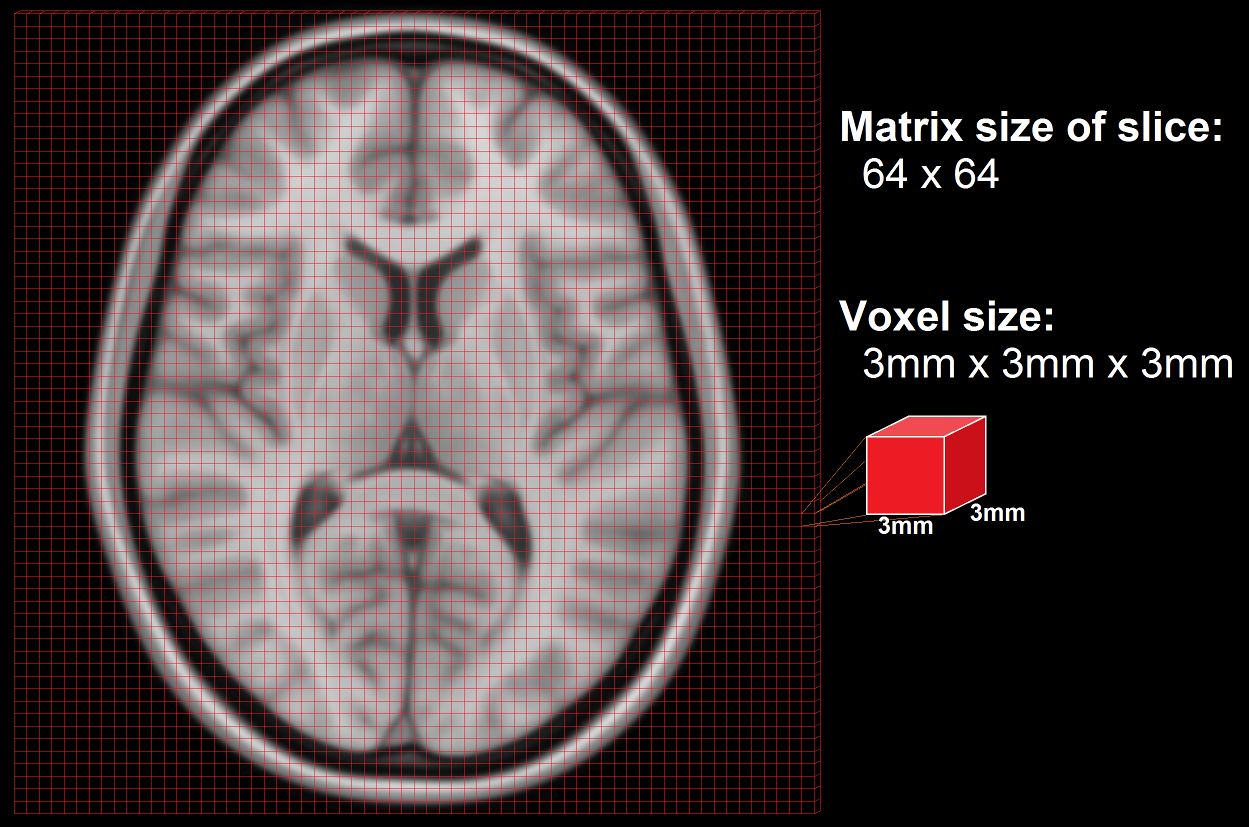 Matrix size of slice:
64 x 64
Voxel size:
3mm x 3mm x 3mm
3mm
3mm